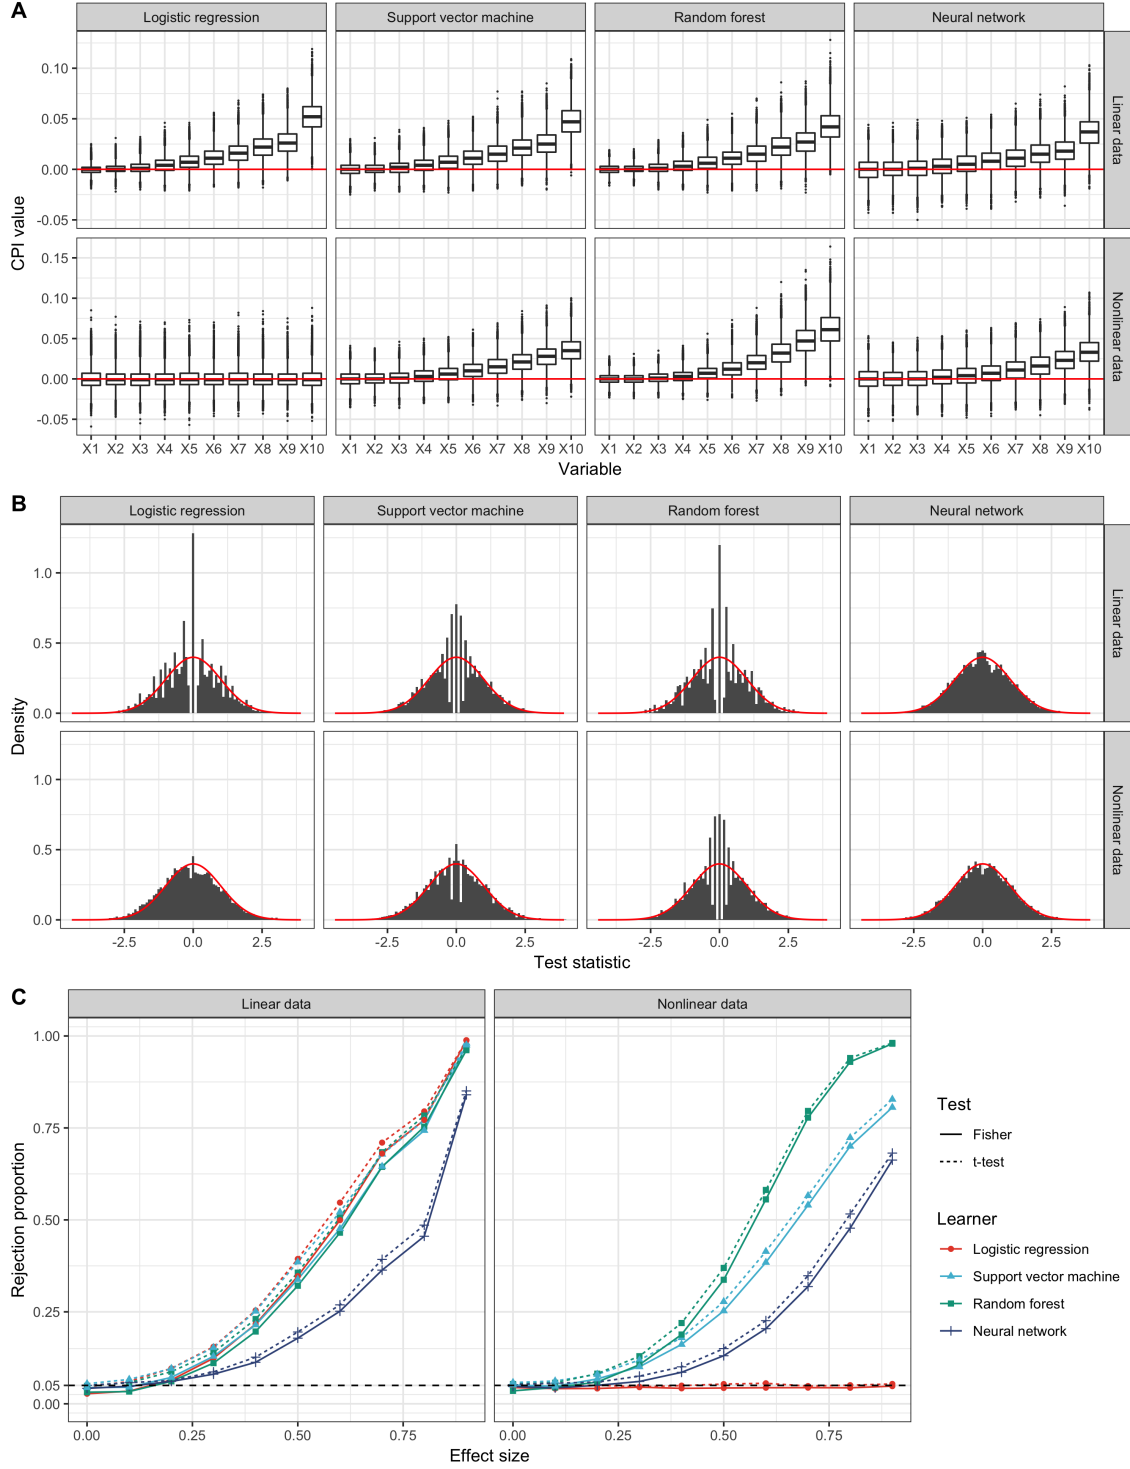 A
Logistic regression
Support vector machine
Random forest
Neural network
0.10
0.05
0.00
-0.05
Linear data
CPI value
0.15
0.10
0.05
0.00
-0.05
Nonlinear data
X1 X2 X3 X4 X5 X6 X7 X8 X9 X10
X1 X2 X3 X4 X5 X6 X7 X8 X9 X10
X1 X2 X3 X4 X5 X6 X7 X8 X9 X10
X1 X2 X3 X4 X5 X6 X7 X8 X9 X10
Variable
B
Logistic regression
Support vector machine
Random forest
Neural network
1.0
0.5
0.0
Linear data
Density
1.0
0.5
0.0
Nonlinear data
-2.5 0.0 2.5
-2.5 0.0 2.5
-2.5 0.0 2.5
-2.5 0.0 2.5
Test statistic
C
Linear data
Nonlinear data
1.00
0.75
0.50
0.25
0.05
0.00
Rejection proportion
0.00 0.25 0.50 0.75
0.00 0.25 0.50 0.75
Effect size
Test
Fisher
t-test
Learner
Logistic regression
Support vector machine
Random forest
Neural network